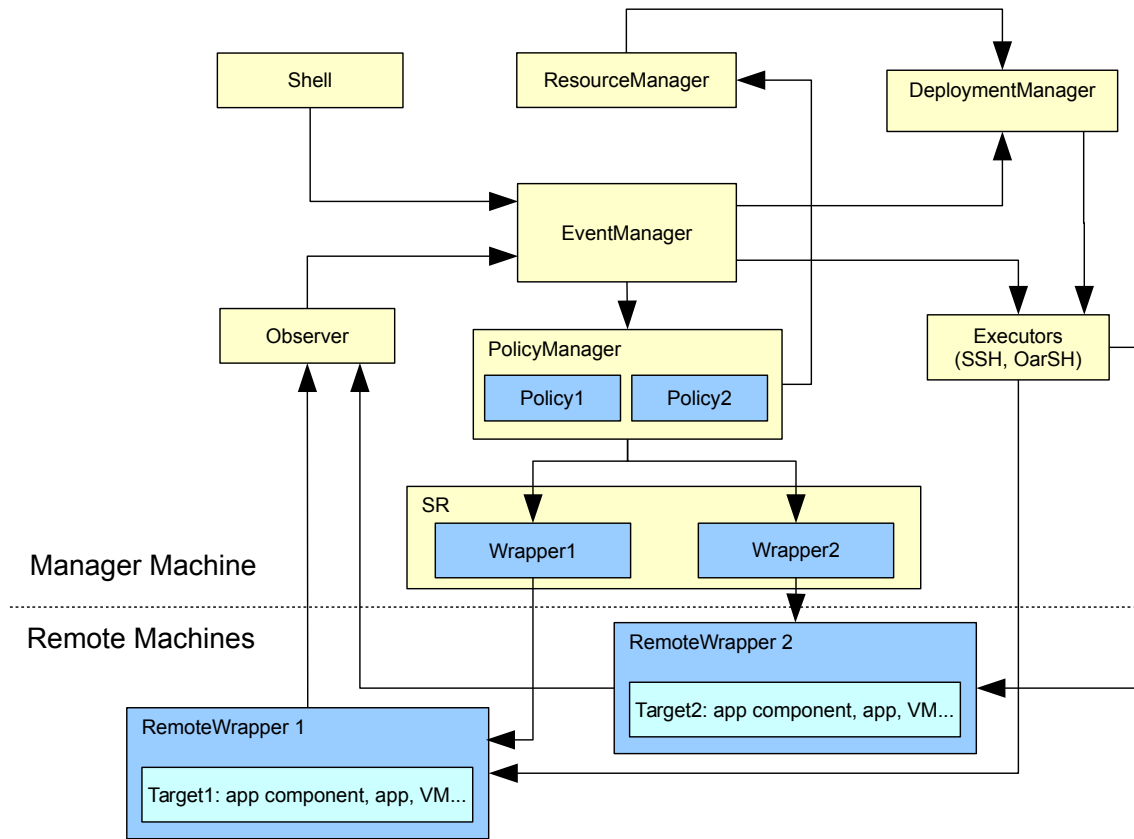 Shell
ResourceManager
DeploymentManager
EventManager
Observer
PolicyManager
Policy1
Policy2
Executors
(SSH, OarSH)
SR
Wrapper1
Wrapper2
Manager Machine
Remote Machines
RemoteWrapper 2
Target2: app component, app, VM...
RemoteWrapper 1
Target1: app component, app, VM...